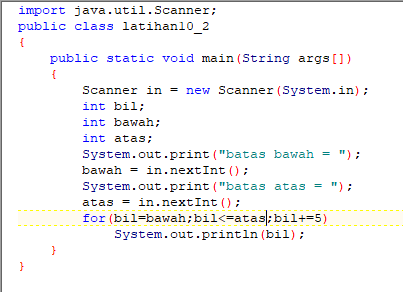 import java.util.Scanner;
public class latihan10_2
{
    public static void main(String args[])
    {
        Scanner in = new Scanner(System.in);
        int bil;
        int bawah;
        int atas;
        System.out.print("batas bawah = ");
        bawah = in.nextInt();
        System.out.print("batas atas = ");
        atas = in.nextInt();
        for(bil=bawah;bil<=atas;bil+=5)
            System.out.println(bil);
    }
}